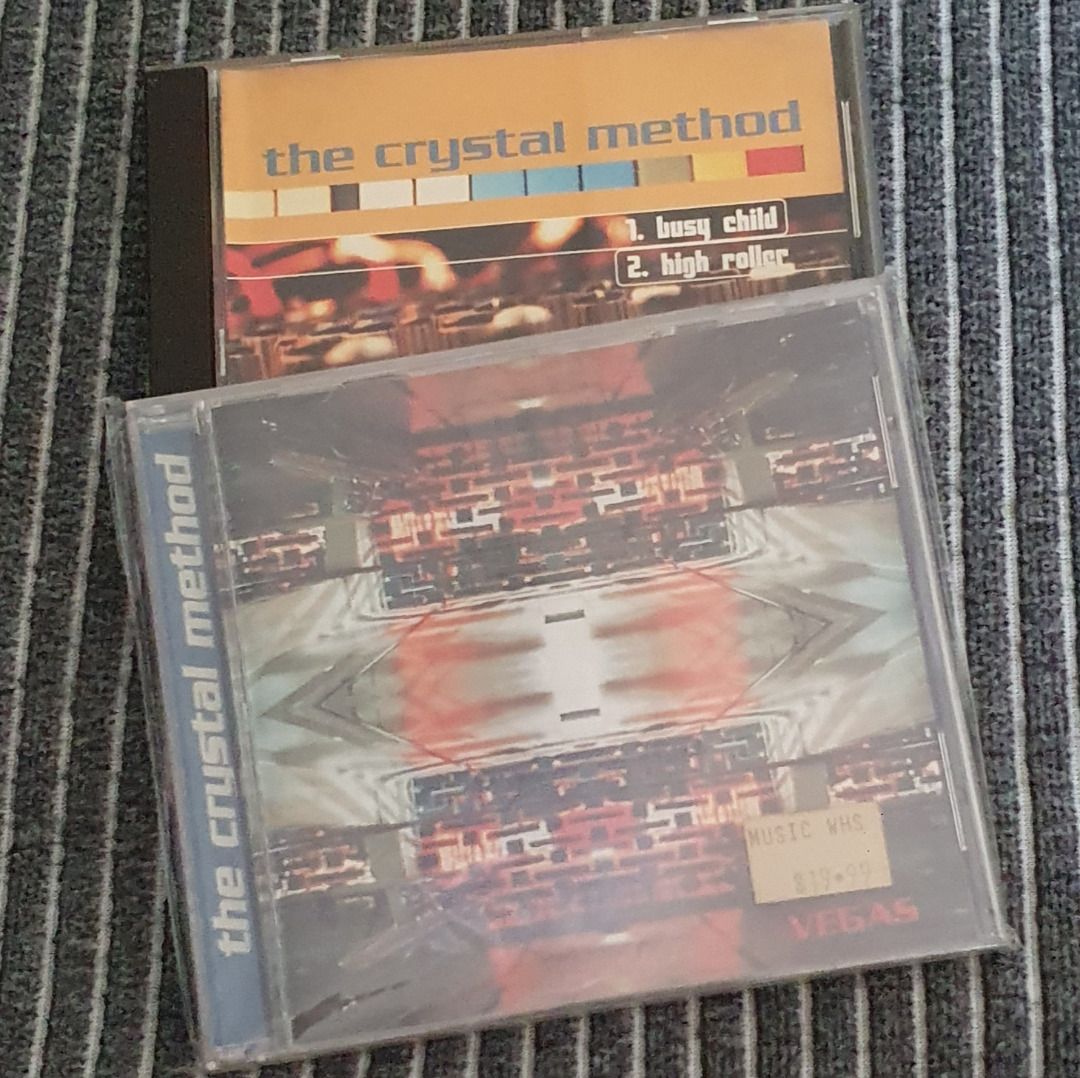 the crystal method
1. busy child
2. high roller
the crystal method
MUSIC WHS
$19.99
VEGAS